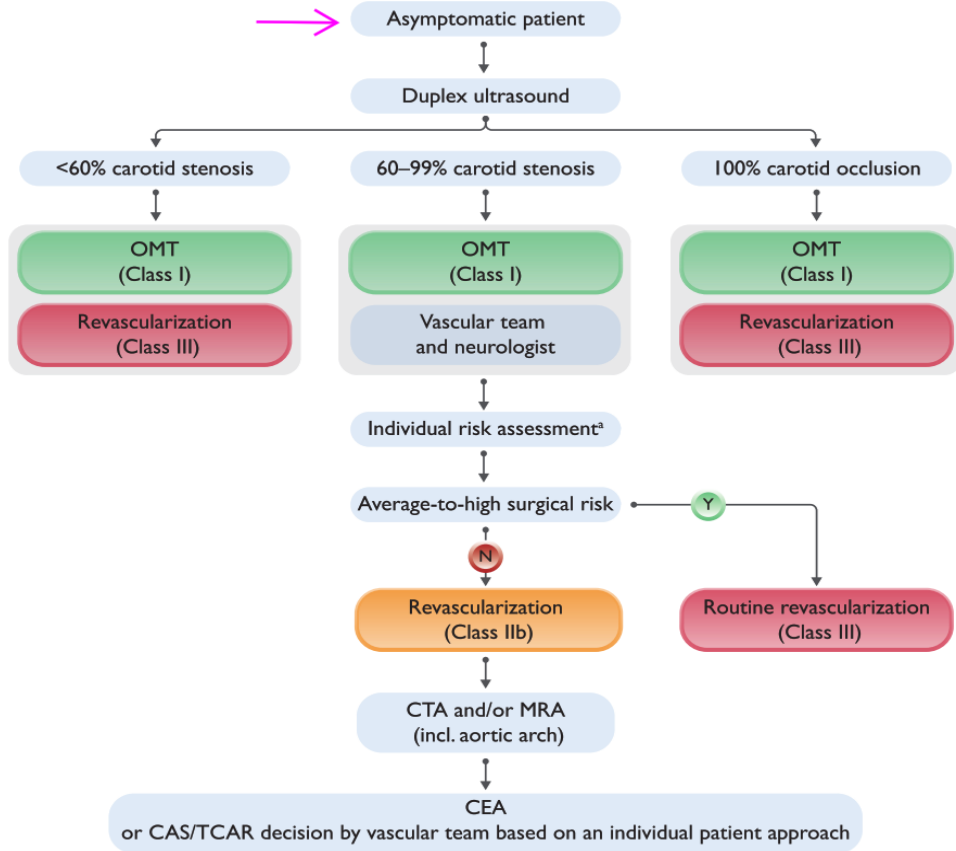 Asymptomatic patient
Duplex ultrasound
<60% carotid stenosis
60–99% carotid stenosis
100% carotid occlusion
OMT
(Class I)
OMT
(Class I)
OMT
(Class I)
Revascularization
(Class III)
Vascular team
and neurologist
Revascularization
(Class III)
Individual risk assessmentᵃ
Average-to-high surgical risk
Y
N
Revascularization
(Class IIb)
Routine revascularization
(Class III)
CTA and/or MRA
(incl. aortic arch)
CEA
or CAS/TCAR decision by vascular team based on an individual patient approach